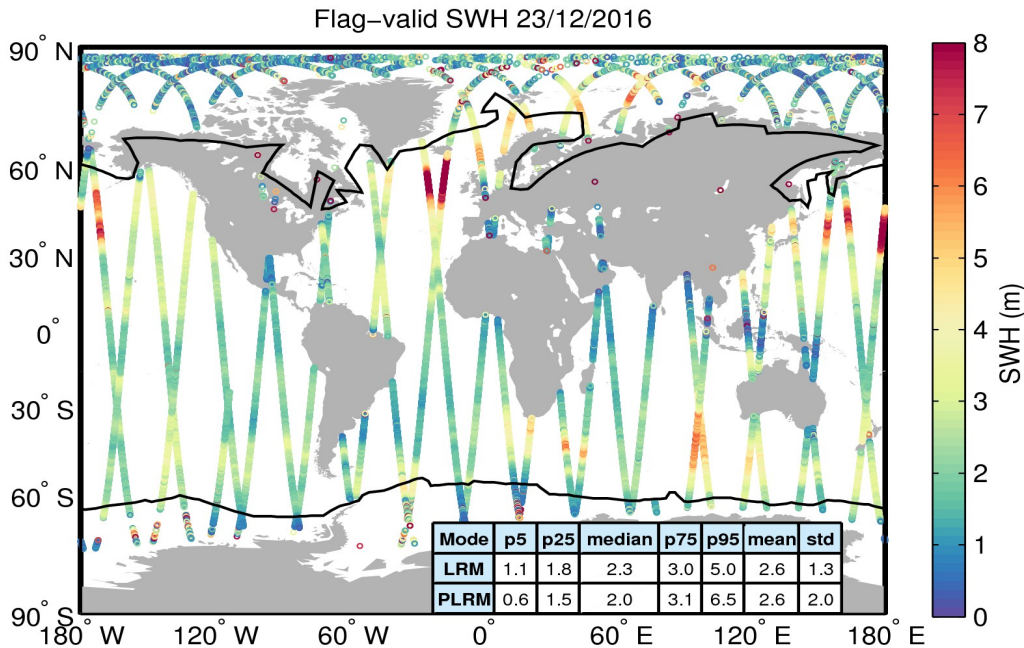 Flag−valid SWH 23/12/2016
90° N
60° N
30° N
0°
30° S
60° S
90° S
180° W
120° W
60° W
0°
60° E
120° E
180° E
Mode p5 p25 median p75 p95 mean std
LRM 1.1 1.8 2.3 3.0 5.0 2.6 1.3
PLRM 0.6 1.5 2.0 3.1 6.5 2.6 2.0
8
7
6
5
4
3
2
1
0
SWH (m)